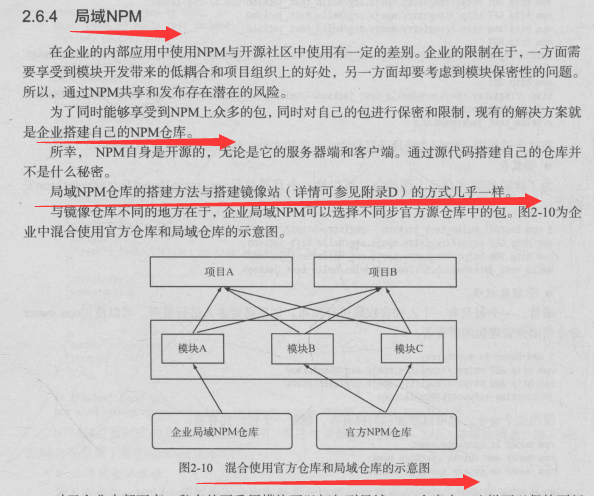 2.6.4 局域NPM
在企业的内部应用中使用NPM与开源社区中使用有一定的差别。企业的限制在于，一方面需
要享受到模块开发带来的低耦合和项目组织上的好处，另一方面却要考虑到模块保密性的问题。
所以，通过NPM共享和发布存在潜在的风险。
为了同时能够享受到NPM上众多的包，同时对自己的包进行保密和限制，现有的解决方案就
是企业搭建自己的NPM仓库。
所幸， NPM自身是开源的，无论是它的服务器端和客户端。通过源代码搭建自己的仓库并
不是什么秘密。
局域NPM仓库的搭建方法与搭建镜像站（详情可参见附录D）的方式几乎一样。
与镜像仓库不同的地方在于，企业局域NPM可以选择不同步官方源仓库中的包。图2-10为企
业中混合使用官方仓库和局域仓库的示意图。
项目A 项目B
模块A 模块B 模块C
企业局域NPM仓库 官方NPM仓库
图2-10 混合使用官方仓库和局域仓库的示意图